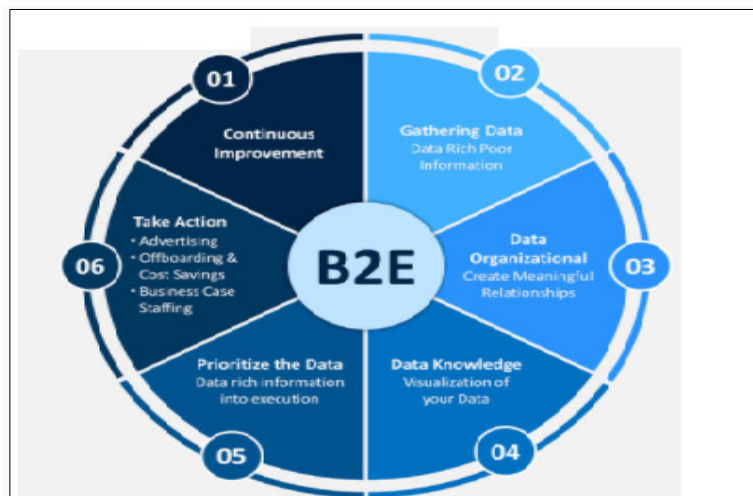 01
Continuous
Improvement
02
Gathering Data
Data Rich Poor
Information
03
Data
Organizational
Create Meaningful
Relationships
04
Data Knowledge
Visualization of
your Data
05
Prioritize the Data
Data rich information
into execution
06
Take Action
• Advertising
• Offboarding &
Cost Savings
• Business Case
Staffing
B2E